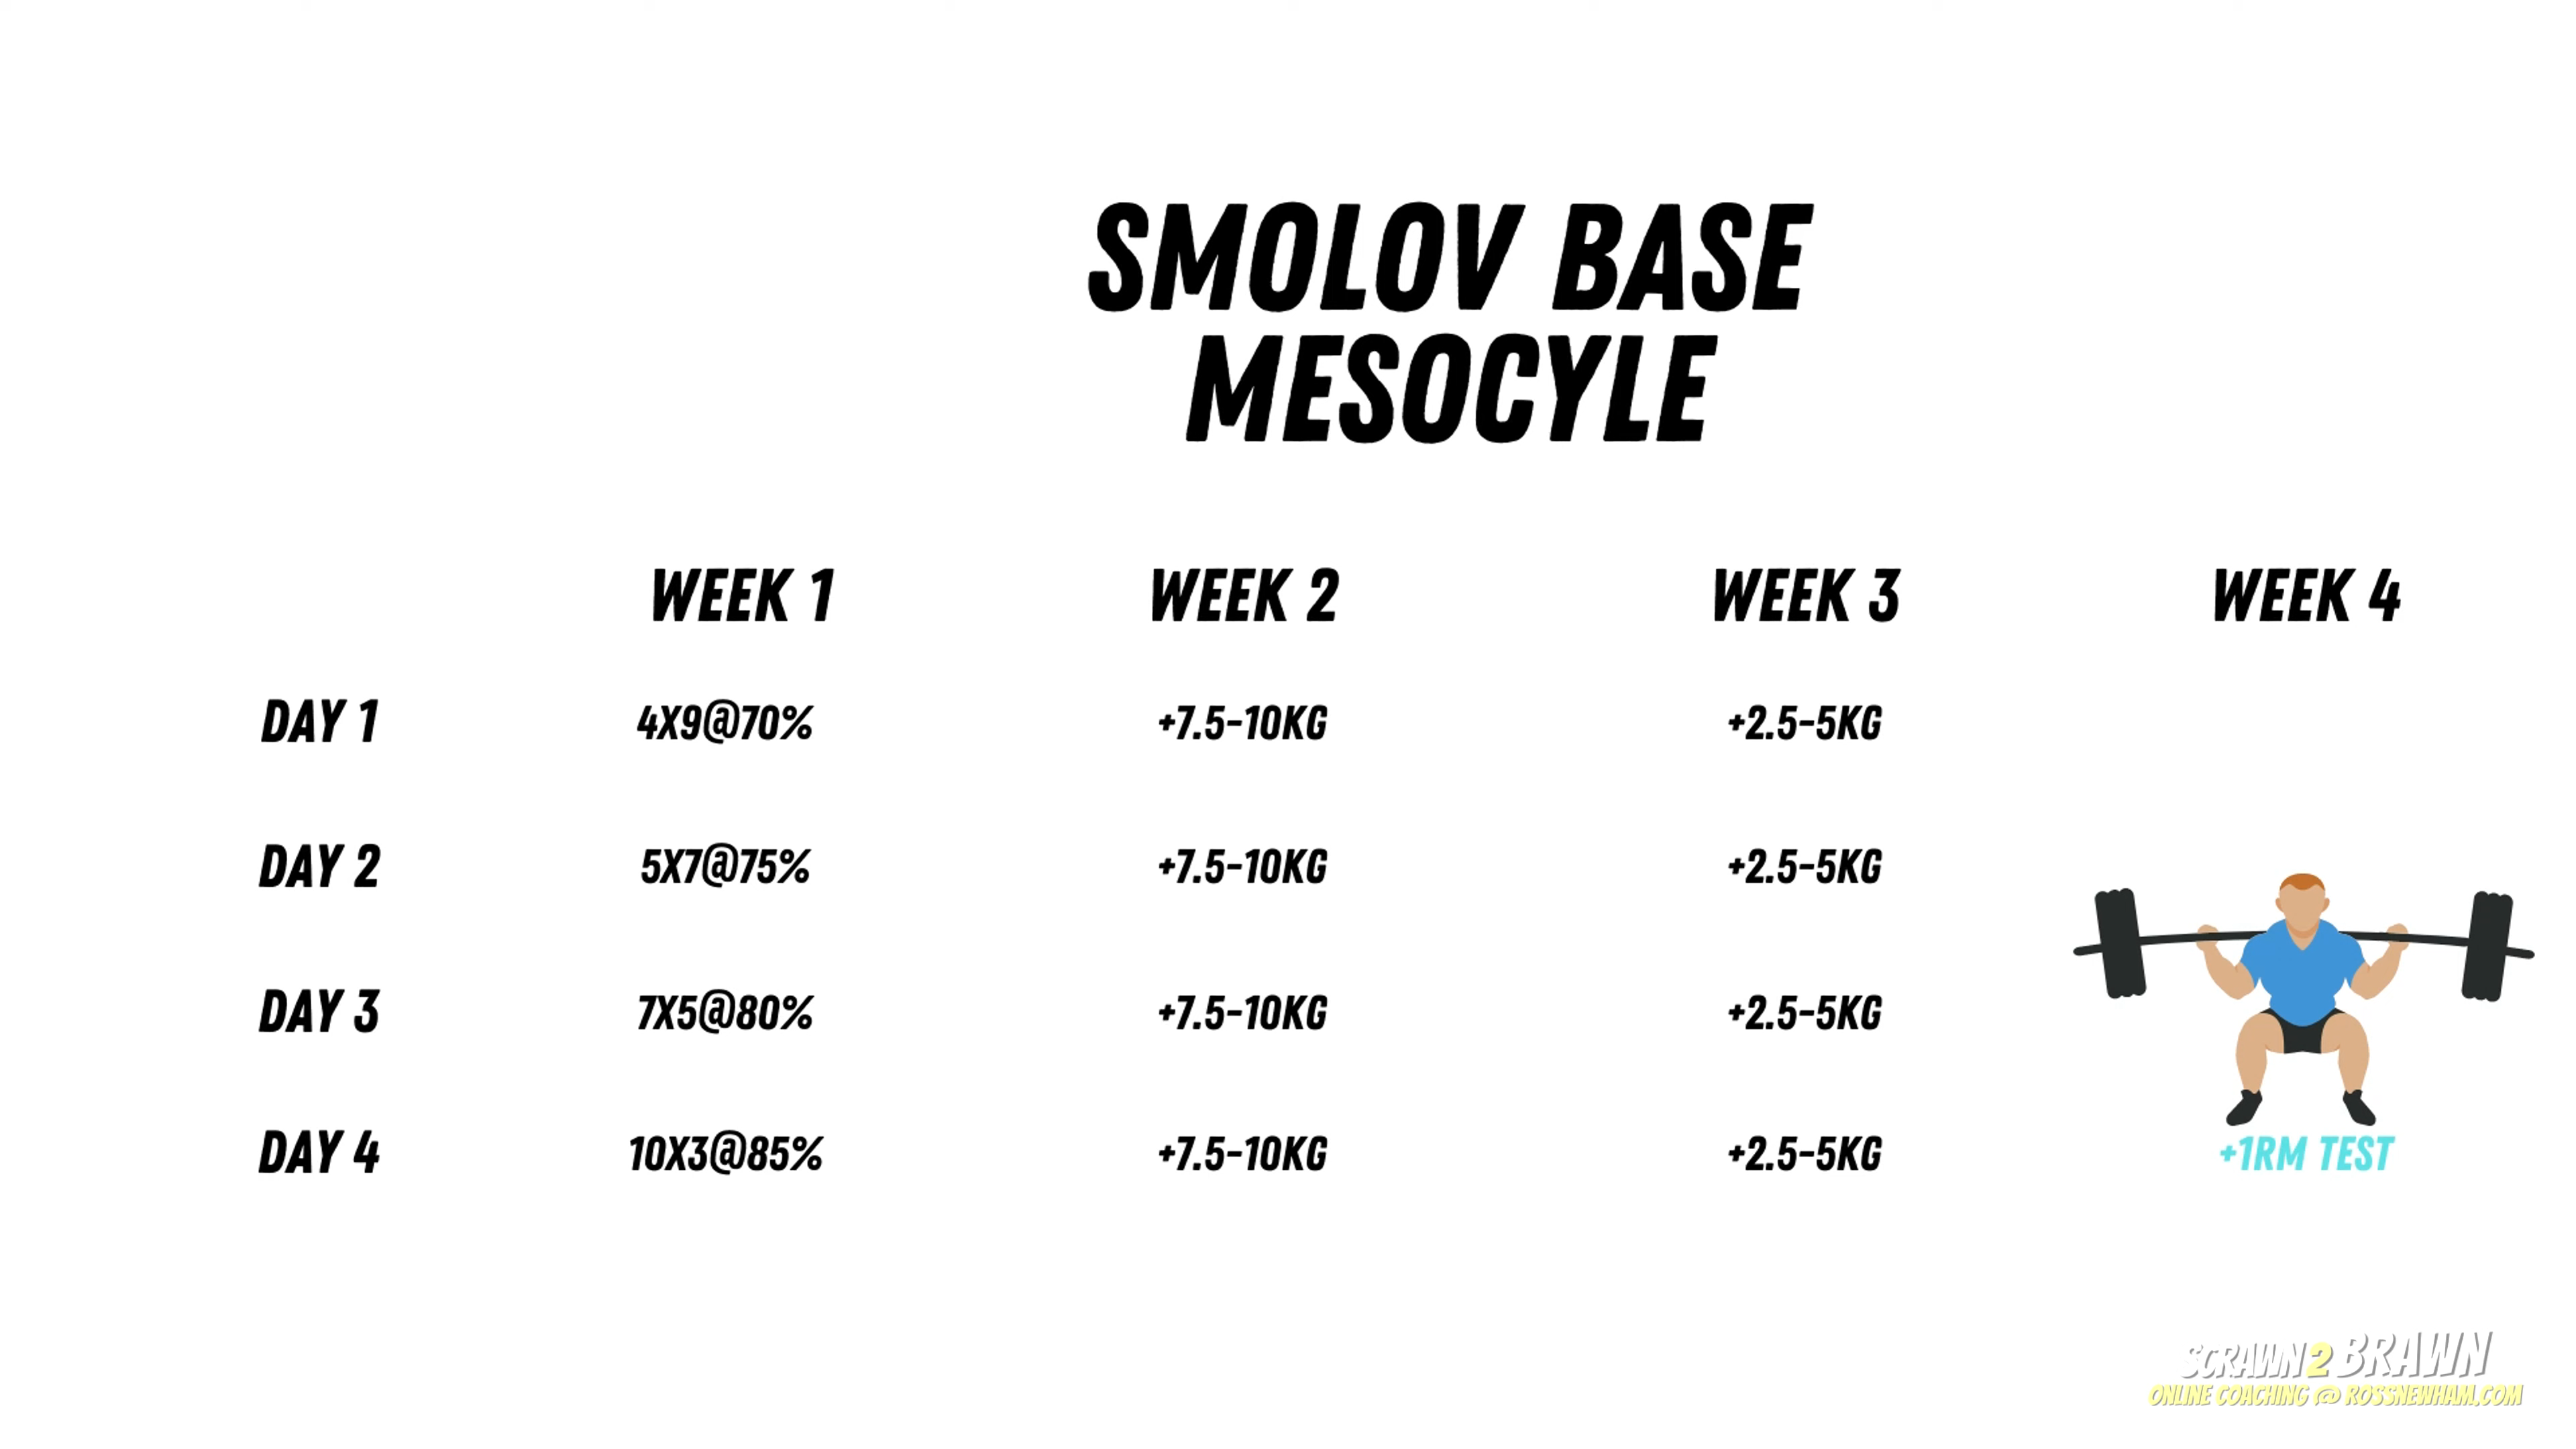 SMOLOV BASE
MESOCYLE
WEEK 1 WEEK 2 WEEK 3 WEEK 4
DAY 1 4X9@70% +7.5-10KG +2.5-5KG
DAY 2 5X7@75% +7.5-10KG +2.5-5KG
DAY 3 7X5@80% +7.5-10KG +2.5-5KG
DAY 4 10X3@85% +7.5-10KG +2.5-5KG +1RM TEST
SCRAWN2BRAWN
ONLINE COACHING @ ROSSNEWHAM.COM